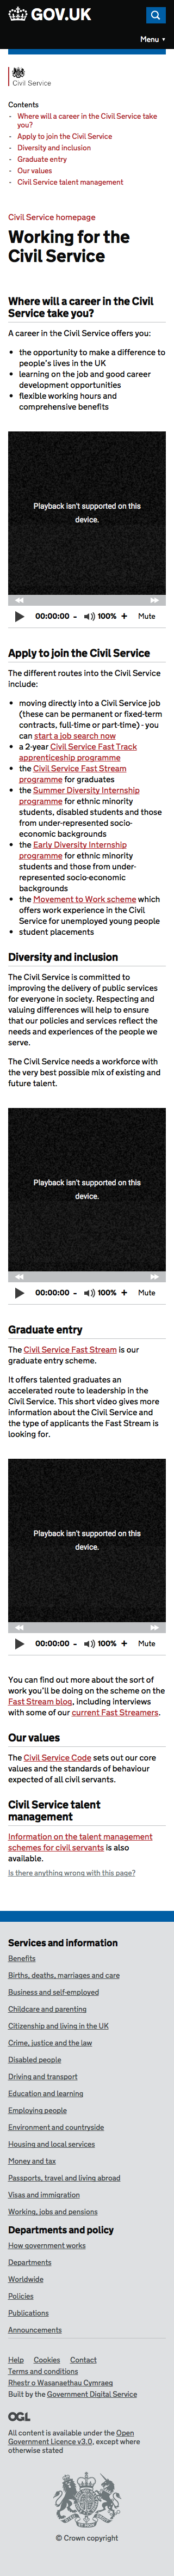 GOV.UK
Menu ▼
Civil Service
Contents
- Where will a career in the Civil Service take
you?
- Apply to join the Civil Service
- Diversity and inclusion
- Graduate entry
- Our values
- Civil Service talent management
Civil Service homepage
Working for the
Civil Service
Where will a career in the Civil
Service take you?
A career in the Civil Service offers you:
• the opportunity to make a difference to
people's lives in the UK
• learning on the job and good career
development opportunities
• flexible working hours and
comprehensive benefits
Playback isn't supported on this
device.
00:00:00 - 100% + Mute
Apply to join the Civil Service
The different routes into the Civil Service
include:
• moving directly into a Civil Service job
(these can be permanent or fixed-term
contracts, full-time or part-time) - you
can start a job search now
• a 2-year Civil Service Fast Track
apprenticeship programme
• the Civil Service Fast Stream
programme for graduates
• the Summer Diversity Internship
programme for ethnic minority
students, disabled students and those
from under-represented socio-
economic backgrounds
• the Early Diversity Internship
programme for ethnic minority
students and those from under-
represented socio-economic
backgrounds
• the Movement to Work scheme which
offers work experience in the Civil
Service for unemployed young people
• student placements
Diversity and inclusion
The Civil Service is committed to
improving the delivery of public services
for everyone in society. Respecting and
valuing differences will help to ensure
that our policies and services reflect the
needs and experiences of the people we
serve.
The Civil Service needs a workforce with
the very best possible mix of existing and
future talent.
Playback isn't supported on this
device.
00:00:00 - 100% + Mute
Graduate entry
The Civil Service Fast Stream is our
graduate entry scheme.
It offers talented graduates an
accelerated route to leadership in the
Civil Service. This short video gives more
information about the Civil Service and
the type of applicants the Fast Stream is
looking for.
Playback isn't supported on this
device.
00:00:00 - 100% + Mute
You can find out more about the sort of
work you'll be doing on the scheme on the
Fast Stream blog, including interviews
with some of our current Fast Streamers.
Our values
The Civil Service Code sets out our core
values and the standards of behaviour
expected of all civil servants.
Civil Service talent
management
Information on the talent management
schemes for civil servants is also
available.
Is there anything wrong with this page?
Services and information
Benefits
Births, deaths, marriages and care
Business and self-employed
Childcare and parenting
Citizenship and living in the UK
Crime, justice and the law
Disabled people
Driving and transport
Education and learning
Employing people
Environment and countryside
Housing and local services
Money and tax
Passports, travel and living abroad
Visas and immigration
Working, jobs and pensions
Departments and policy
How government works
Departments
Worldwide
Policies
Publications
Announcements
Help Cookies Contact
Terms and conditions
Rhestr o Wasanaethau Cymraeg
Built by the Government Digital Service
OGL
All content is available under the Open
Government Licence v3.0, except where
otherwise stated
© Crown copyright